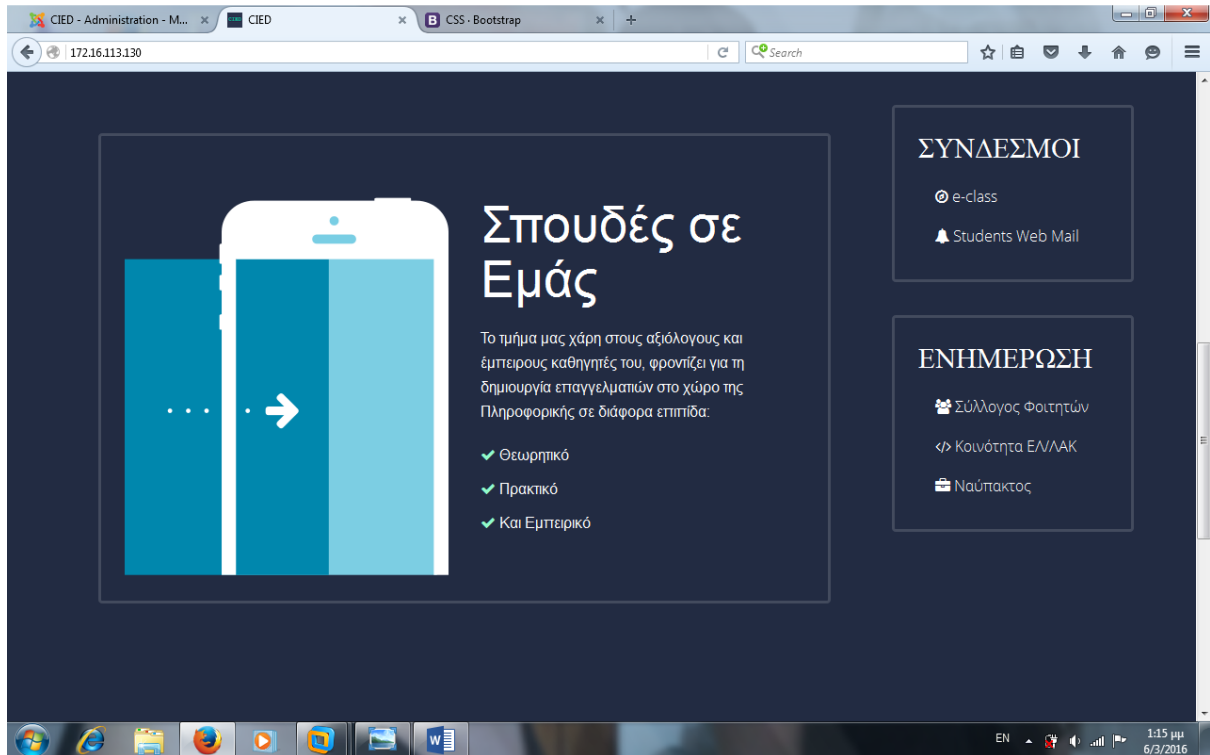 CIED - Administration - M...
CIED
CSS · Bootstrap
172.16.113.130
Search
Σπουδές σε
Εμάς
Το τμήμα μας χάρη στους αξιόλογους και
έμπειρους καθηγητές του, φροντίζει για τη
δημιουργία επαγγελματιών στο χώρο της
Πληροφορικής σε διάφορα επιπίδα:
Θεωρητικό
Πρακτικό
Και Εμπειρικό
ΣΥΝΔΕΣΜΟΙ
e-class
Students Web Mail
ΕΝΗΜΕΡΩΣΗ
Σύλλογος Φοιτητών
Κοινότητα ΕΛ/ΛΑΚ
Ναύπακτος
EN
1:15 μμ
6/3/2016